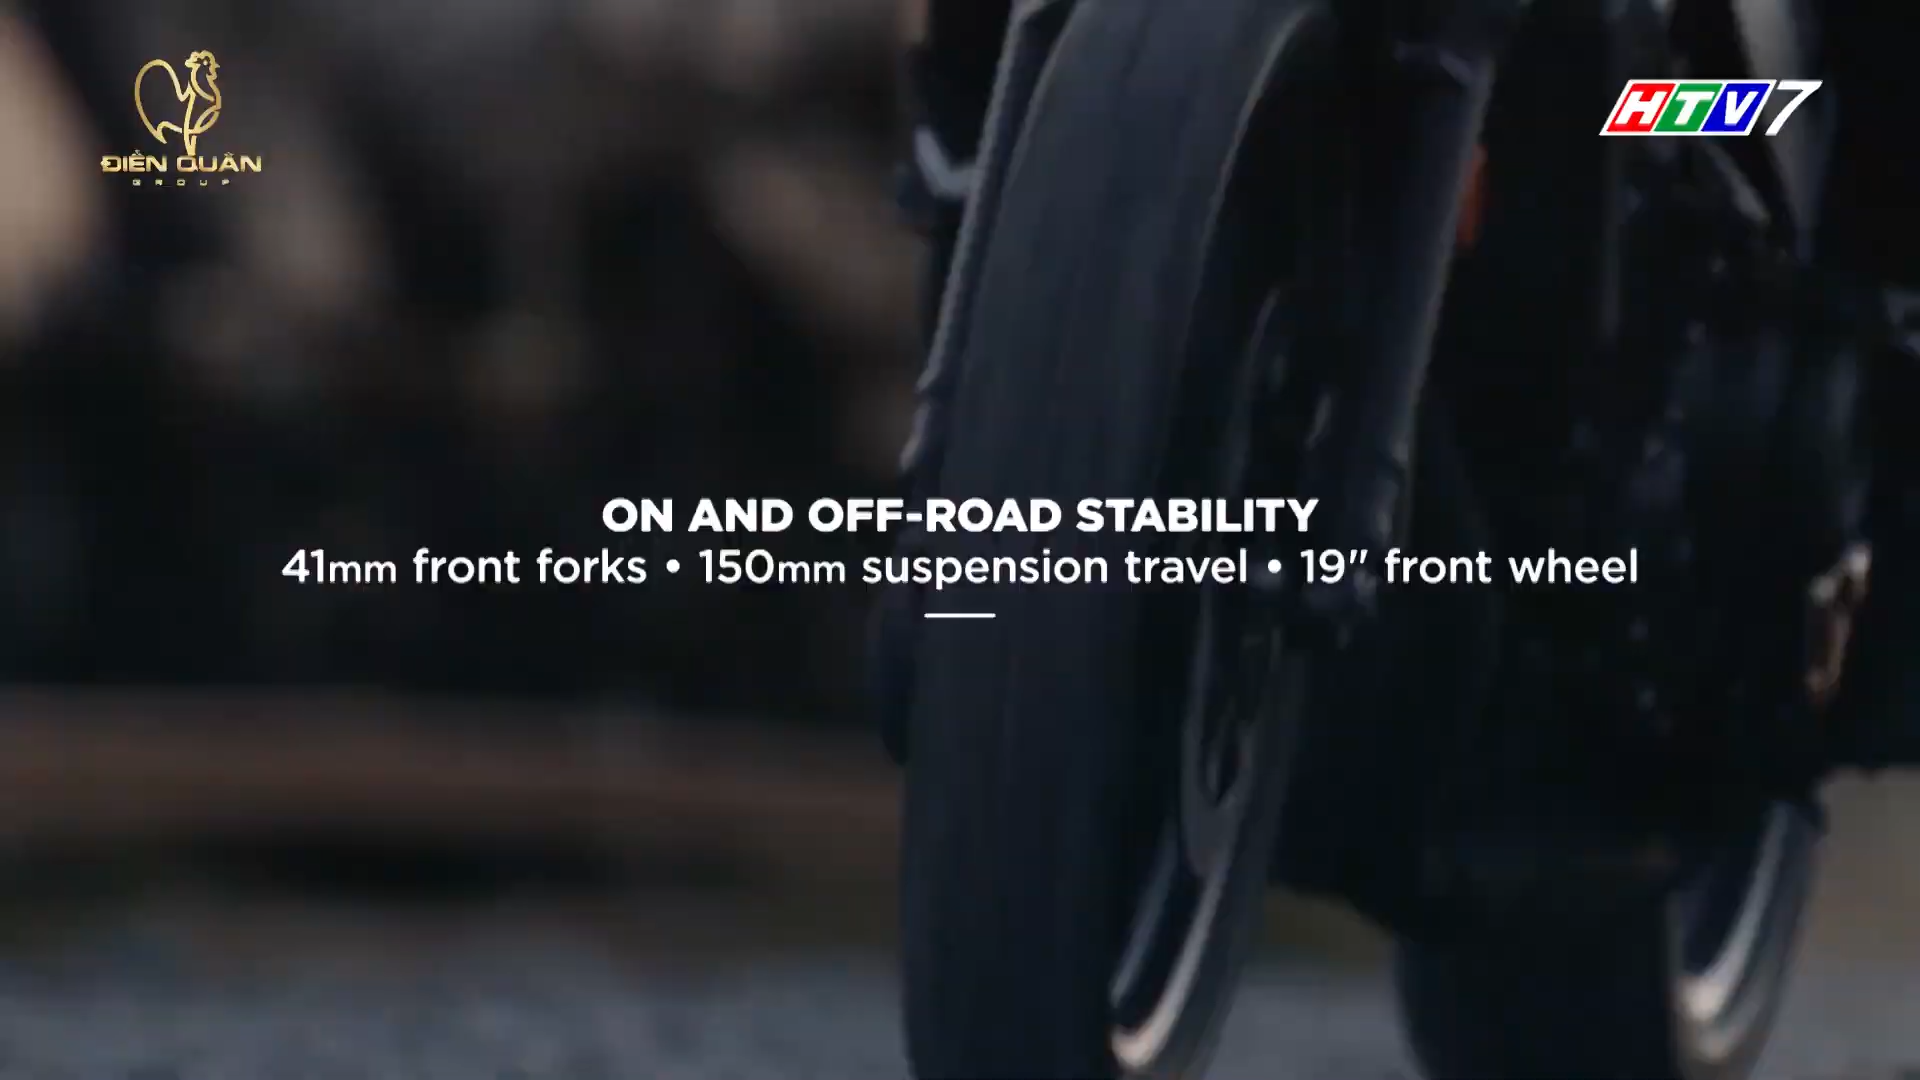 ĐIỀN QUÂN
GROUP
HTV7
ON AND OFF-ROAD STABILITY
41mm front forks • 150mm suspension travel • 19" front wheel